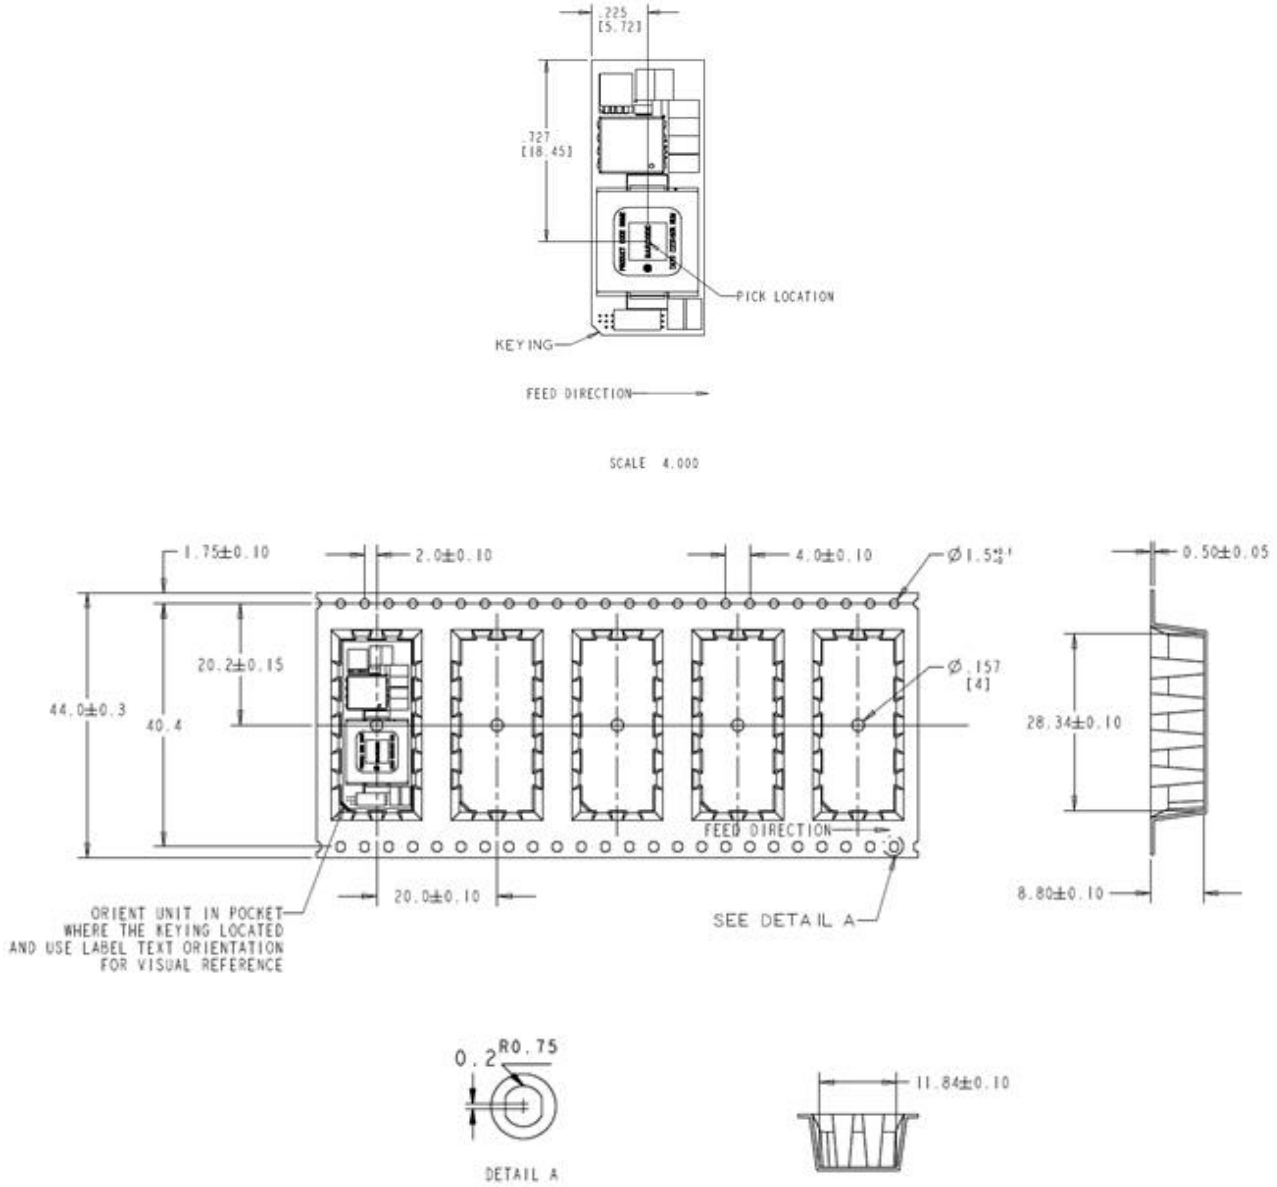 .225
[5.72]
.727
[18.45]
PRODUCT CODE NAME
BARCODE
PICK LOCATION
KEYING
FEED DIRECTION
SCALE 4.000
1.75±0.10
2.0±0.10
4.0±0.10
Ø1.5
0.50±0.05
20.2±0.15
Ø.157
[4]
44.0±0.3
40.4
28.34±0.10
FEED DIRECTION
20.0±0.10
8.80±0.10
SEE DETAIL A
ORIENT UNIT IN POCKET
WHERE THE KEYING LOCATED
AND USE LABEL TEXT ORIENTATION
FOR VISUAL REFERENCE
0.2
R0.75
11.84±0.10
DETAIL A